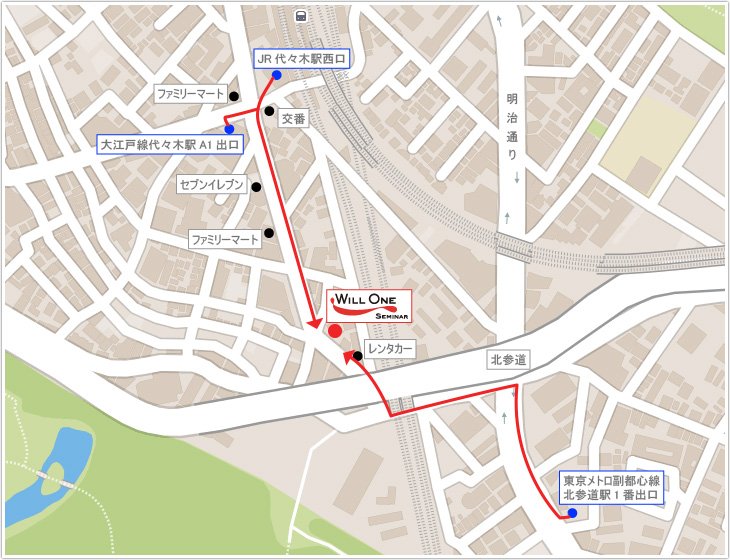 JR 代々木駅西口
ファミリーマート
交番
大江戸線代々木駅 A1 出口
明治通り
セブンイレブン
ファミリーマート
WILL ONE
SEMINAR
レンタカー
北参道
東京メトロ副都心線
北参道駅 1 番出口